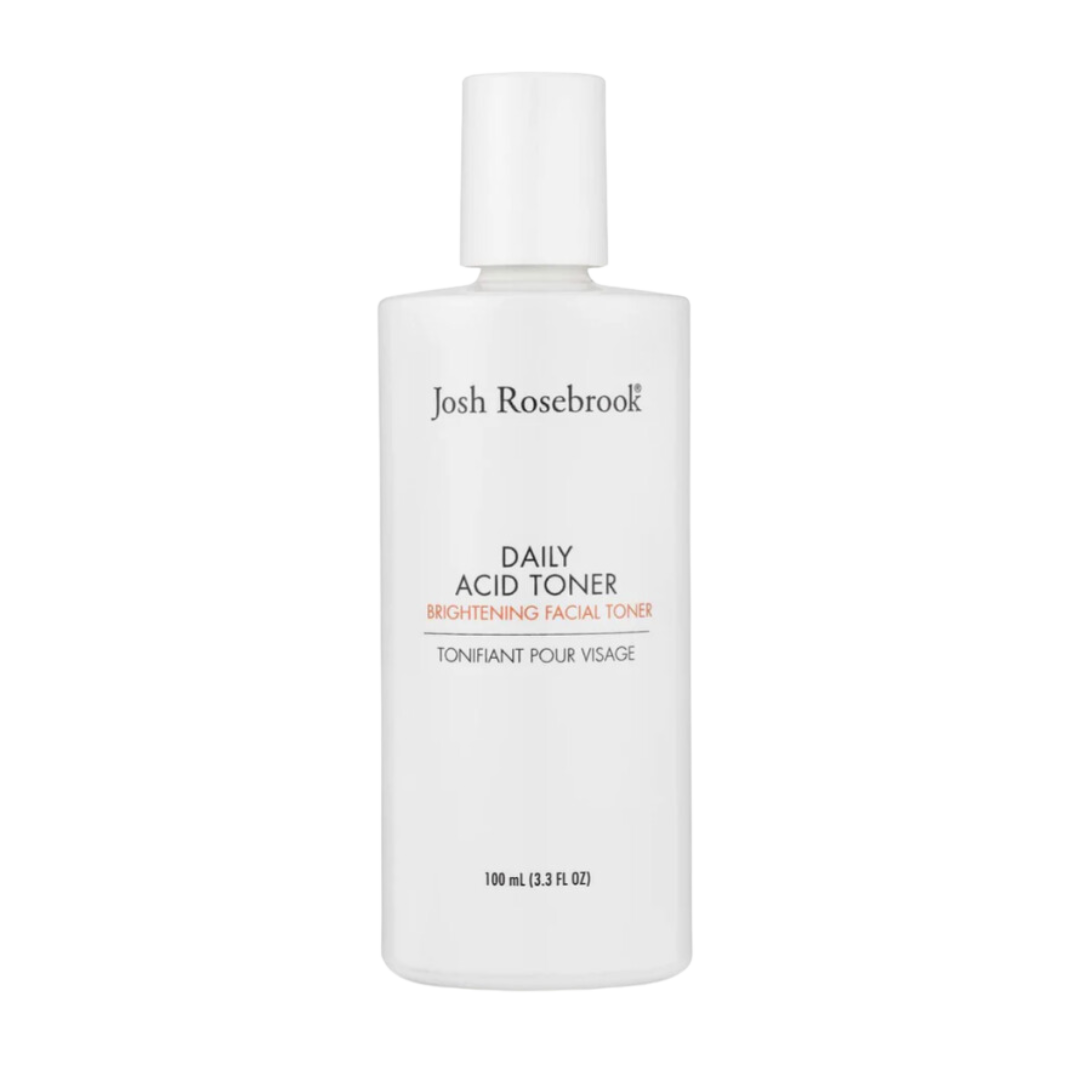 Josh Rosebrook®
DAILY
ACID TONER
BRIGHTENING FACIAL TONER
TONIFIANT POUR VISAGE
100 mL (3.3 FL OZ)